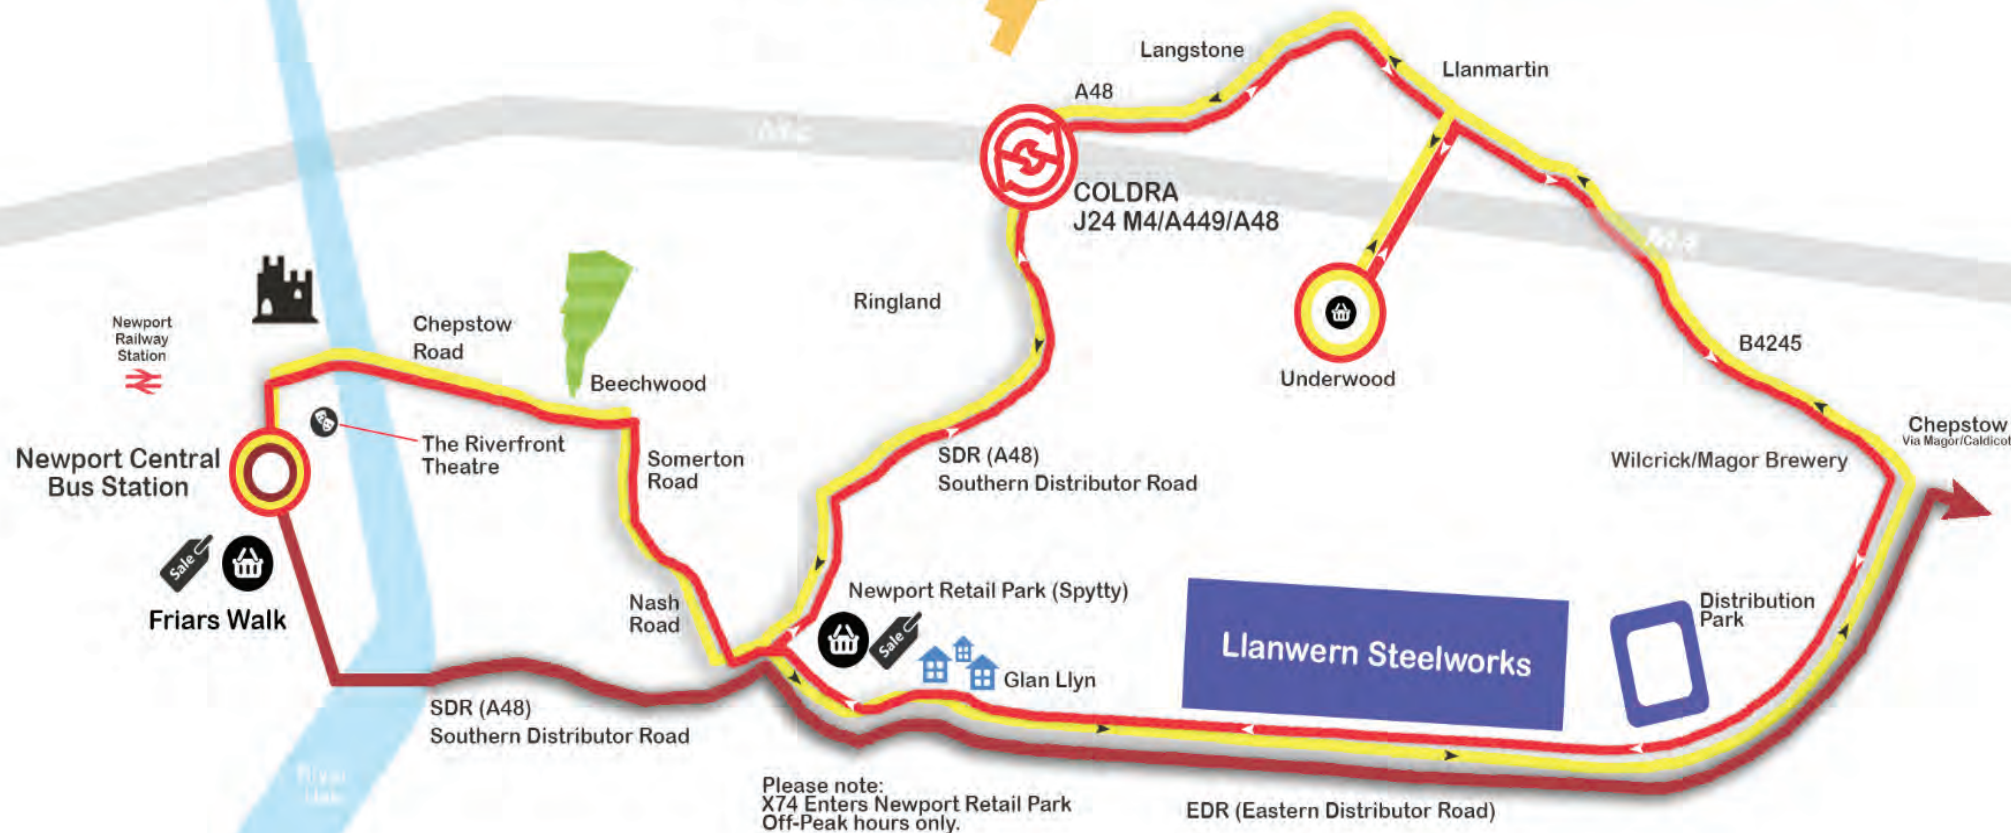 Langstone
Llanmartin
A48
M4
COLDRA
J24 M4/A449/A48
M4
Ringland
Newport
Railway
Station
Chepstow
Road
Beechwood
Underwood
B4245
Chepstow
Via Magor/Caldicot
The Riverfront
Theatre
Newport Central
Bus Station
Somerton
Road
SDR (A48)
Southern Distributor Road
Wilcrick/Magor Brewery
Sale
Friars Walk
Nash
Road
Newport Retail Park (Spytty)
Sale
Glan Llyn
Llanwern Steelworks
Distribution
Park
SDR (A48)
Southern Distributor Road
River
Please note:
X74 Enters Newport Retail Park
Off-Peak hours only.
EDR (Eastern Distributor Road)